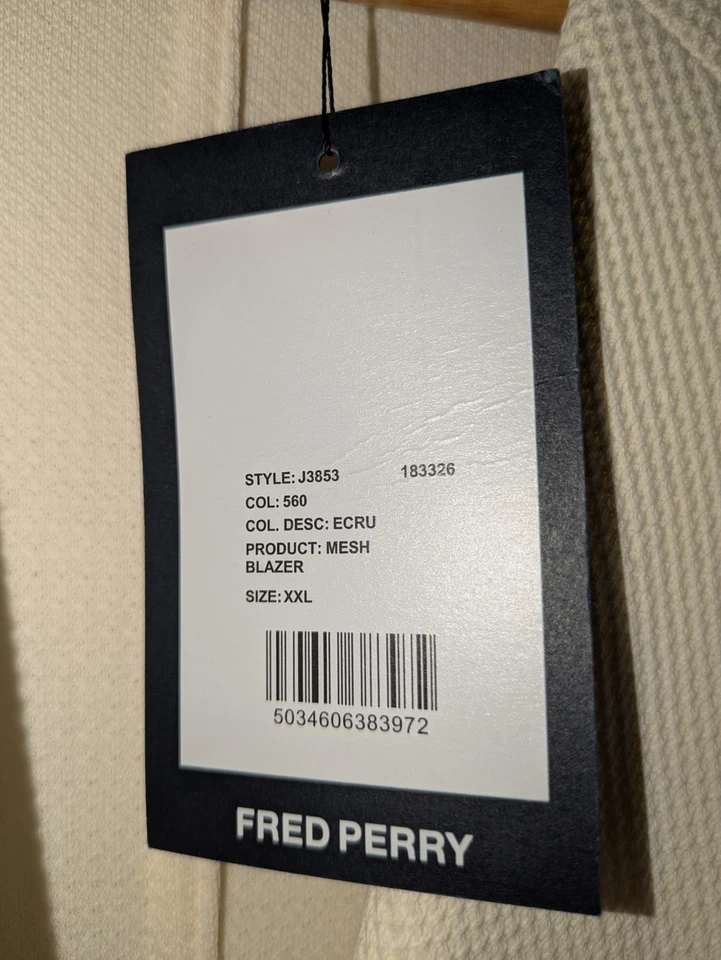 STYLE: J3853 183326
COL: 560
COL. DESC: ECRU
PRODUCT: MESH
BLAZER
SIZE: XXL
5034606383972
FRED PERRY